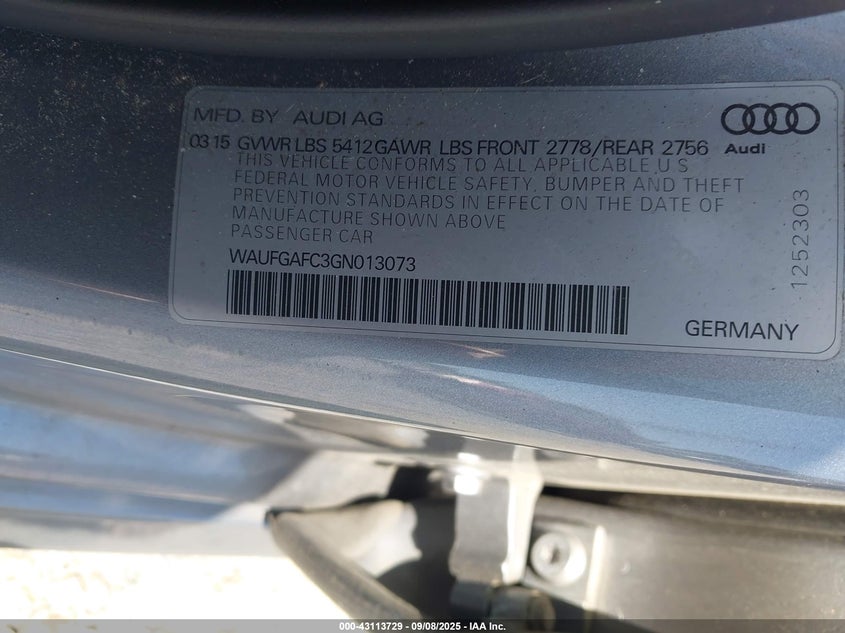 MFD. BY AUDI AG
Audi
03 15 GVWR LBS 5412 GAWR LBS FRONT 2778/REAR 2756
THIS VEHICLE CONFORMS TO ALL APPLICABLE U S
FEDERAL MOTOR VEHICLE SAFETY, BUMPER AND THEFT
PREVENTION STANDARDS IN EFFECT ON THE DATE OF
MANUFACTURE SHOWN ABOVE
PASSENGER CAR
WAUFGAFC3GN013073
1252303
GERMANY
000-43113729 - 09/08/2025 - IAA Inc.